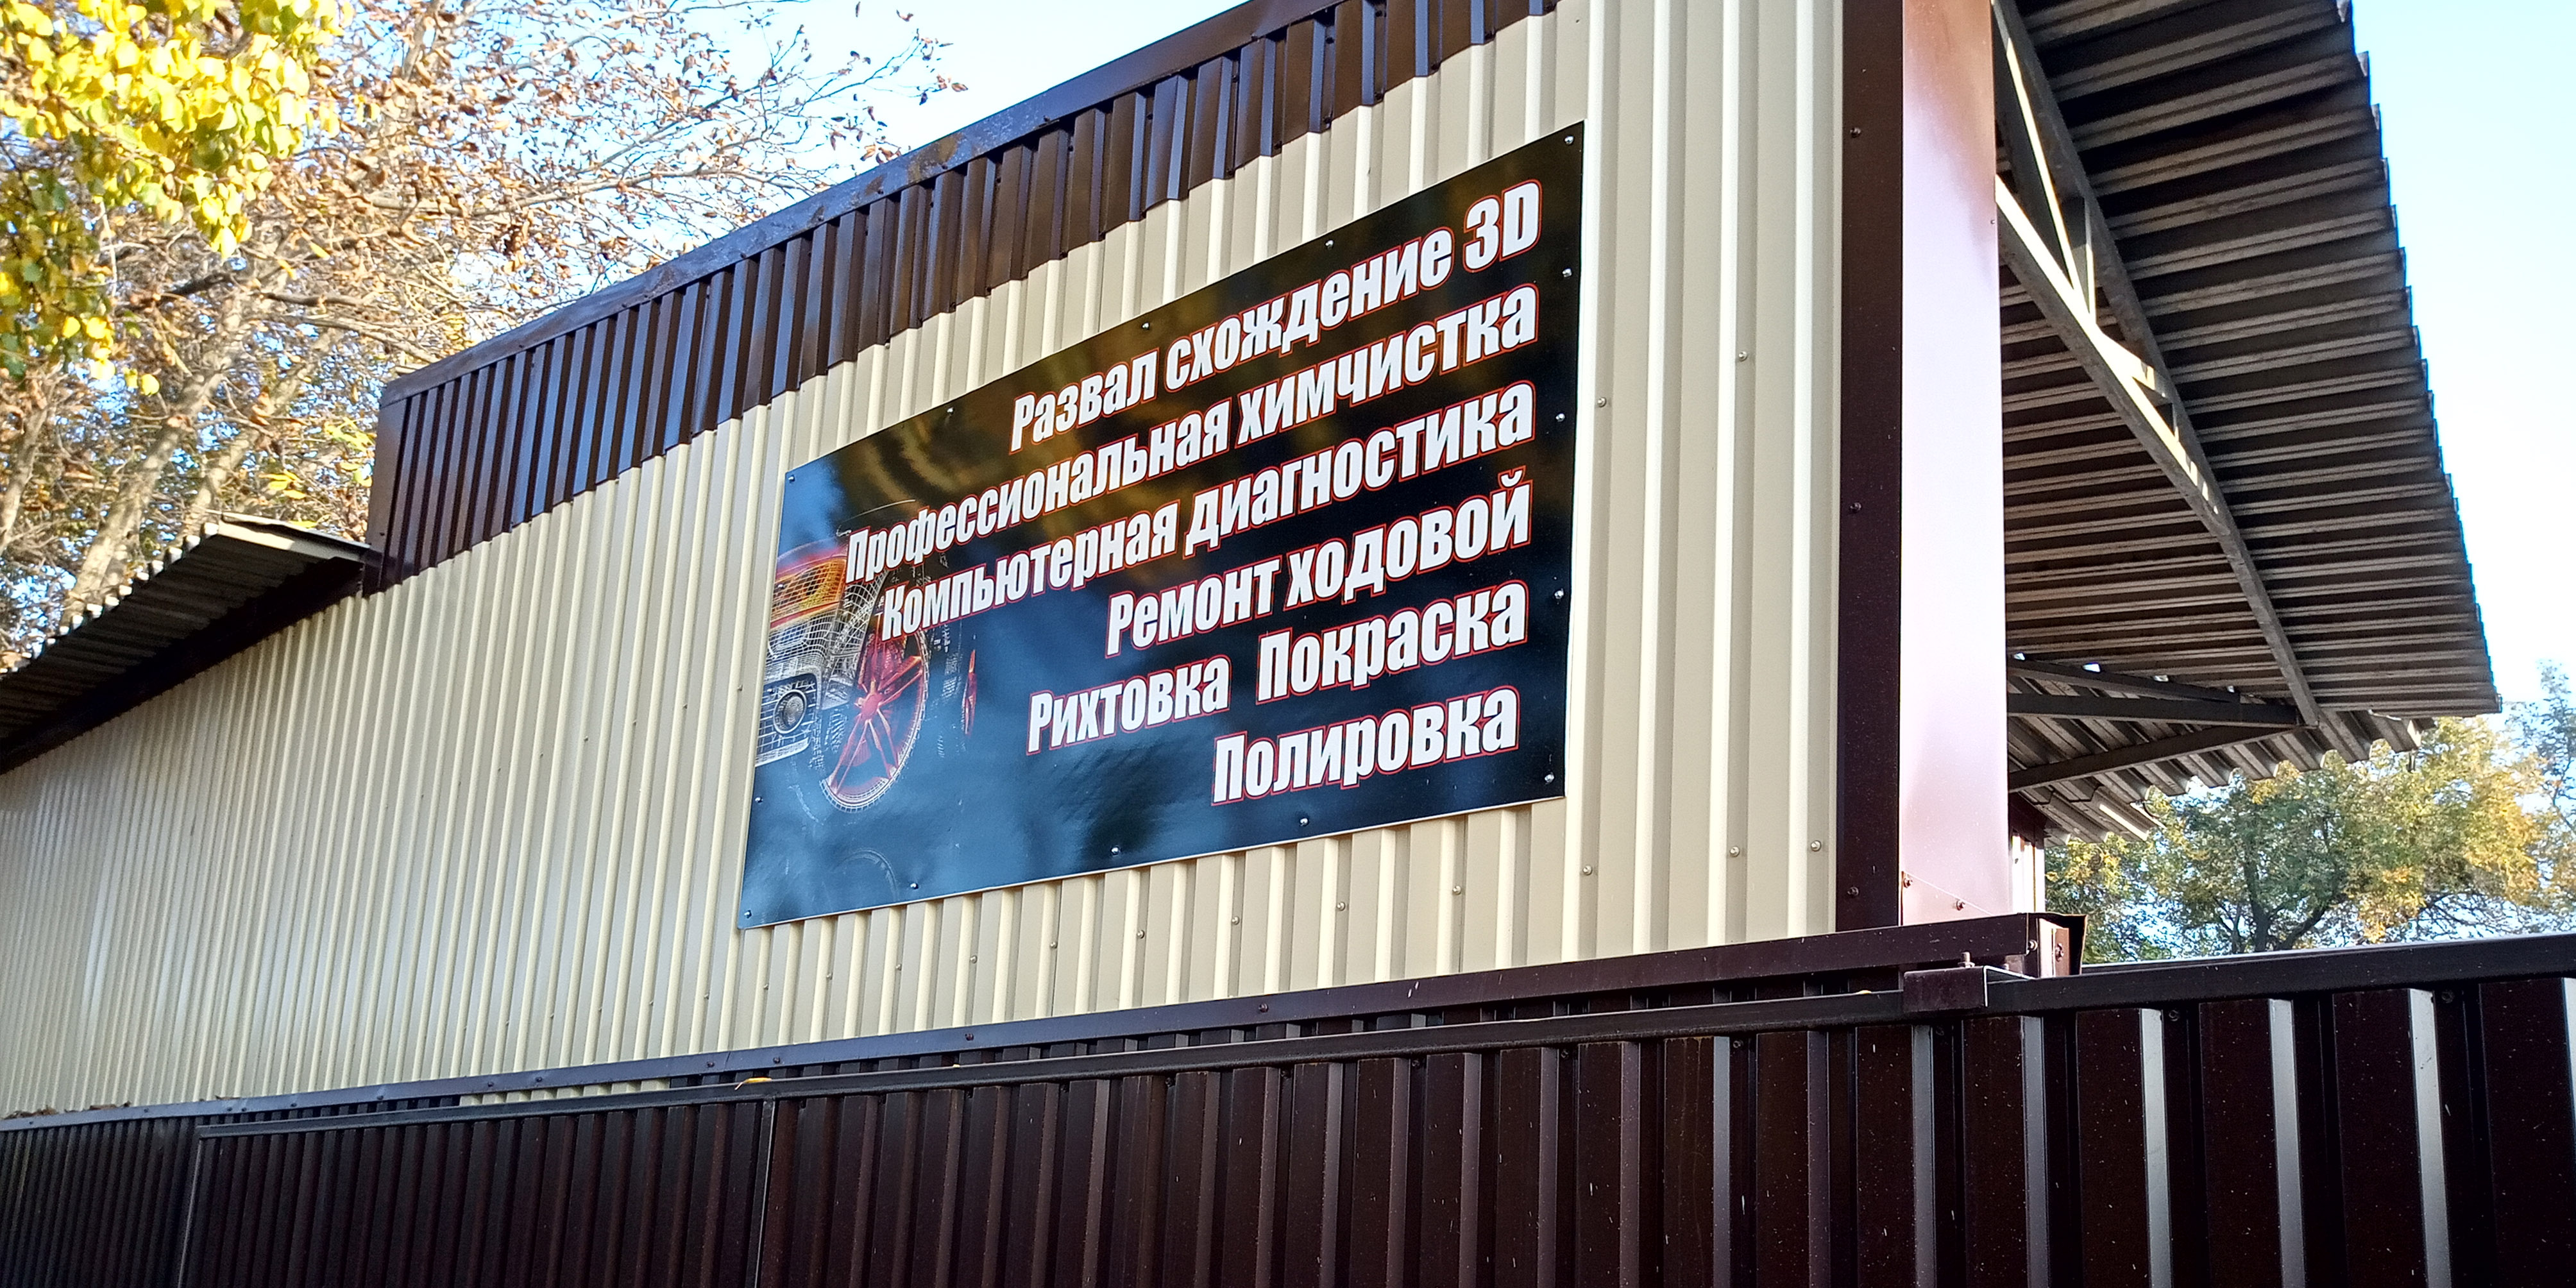 Развал схождение 3D
Профессиональная химчистка
Компьютерная диагностика
Ремонт ходовой
Рихтовка Покраска
Полировка